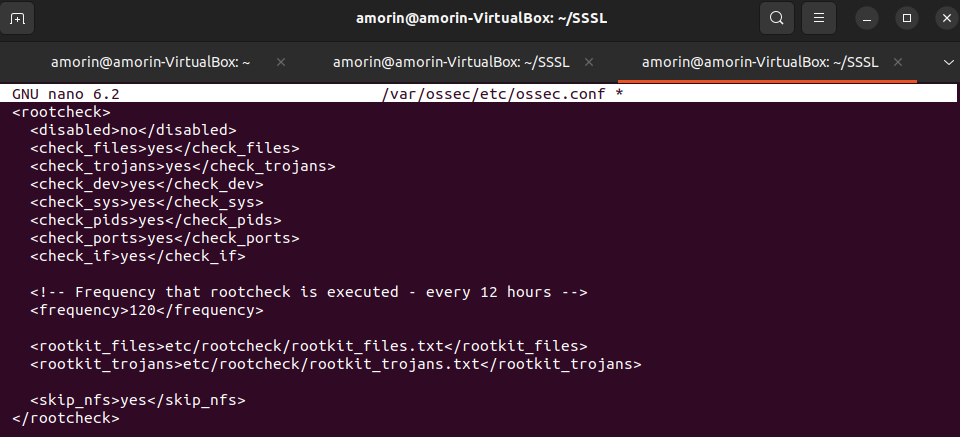 amorin@amorin-VirtualBox: ~/SSSL
amorin@amorin-VirtualBox: ~
amorin@amorin-VirtualBox: ~/SSSL
amorin@amorin-VirtualBox: ~/SSSL
GNU nano 6.2 /var/ossec/etc/ossec.conf *
<rootcheck>
  <disabled>no</disabled>
  <check_files>yes</check_files>
  <check_trojans>yes</check_trojans>
  <check_dev>yes</check_dev>
  <check_sys>yes</check_sys>
  <check_pids>yes</check_pids>
  <check_ports>yes</check_ports>
  <check_if>yes</check_if>

  <!-- Frequency that rootcheck is executed - every 12 hours -->
  <frequency>120</frequency>

  <rootkit_files>etc/rootcheck/rootkit_files.txt</rootkit_files>
  <rootkit_trojans>etc/rootcheck/rootkit_trojans.txt</rootkit_trojans>

  <skip_nfs>yes</skip_nfs>
</rootcheck>